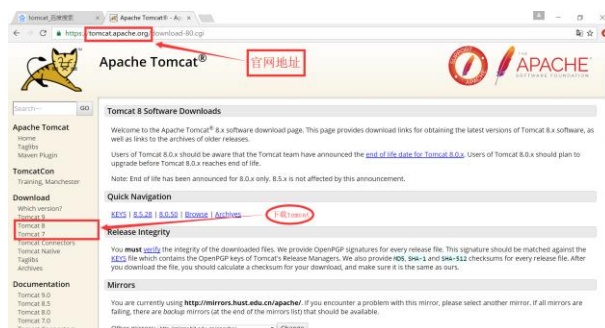 tomcat_百度搜索
Apache Tomcat® - Ap
https://tomcat.apache.org/download-80.cgi
官网地址
Apache Tomcat®
THE
APACHE
SOFTWARE FOUNDATION
Search…
GO
Apache Tomcat
Home
Taglibs
Maven Plugin
TomcatCon
Training, Manchester
Download
Which version?
Tomcat 9
Tomcat 8
Tomcat 7
Tomcat Connectors
Tomcat Native
Taglibs
Archives
Documentation
Tomcat 9.0
Tomcat 8.5
Tomcat 8.0
Tomcat 7.0
Tomcat 8 Software Downloads
Welcome to the Apache Tomcat® 8.x software download page. This page provides download links for obtaining the latest versions of Tomcat 8.x software, as
well as links to the archives of older releases.
Users of Tomcat 8.0.x should be aware that the Tomcat team have announced the end of life date for Tomcat 8.0.x. Users of Tomcat 8.0.x should plan to
upgrade before Tomcat 8.0.x reaches end of life.
Note: End of life has been announced for 8.0.x only. 8.5.x is not affected by this announcement.
Quick Navigation
KEYS | 8.5.28 | 8.0.50 | Browse | Archives
下载tomcat
Release Integrity
You must verify the integrity of the downloaded files. We provide OpenPGP signatures for every release file. This signature should be matched against the
KEYS file which contains the OpenPGP keys of Tomcat's Release Managers. We also provide MD5, SHA-1 and SHA-512 checksums for every release file. After
you download the file, you should calculate a checksum for your download, and make sure it is the same as ours.
Mirrors
You are currently using http://mirrors.hust.edu.cn/apache/. If you encounter a problem with this mirror, please select another mirror. If all mirrors are
failing, there are backup mirrors (at the end of the mirrors list) that should be available.